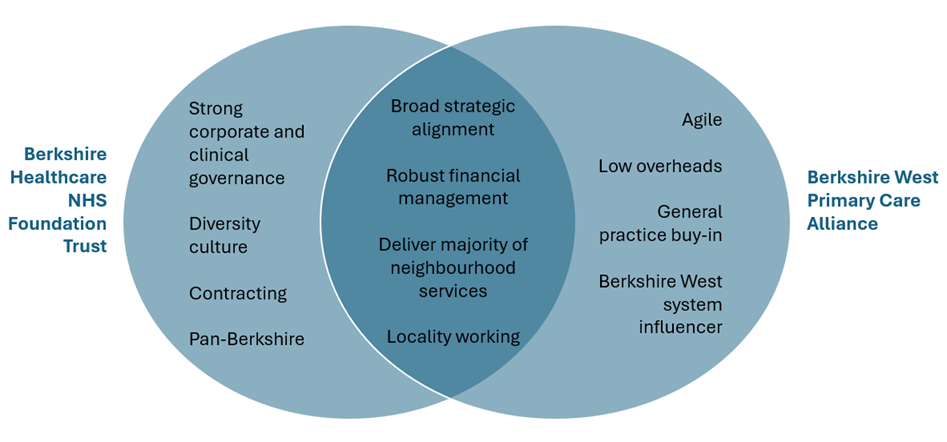 Berkshire
Healthcare
NHS
Foundation
Trust
Strong
corporate and
clinical
governance
Diversity
culture
Contracting
Pan-Berkshire
Broad strategic
alignment
Robust financial
management
Deliver majority of
neighbourhood
services
Locality working
Agile
Low overheads
General
practice buy-in
Berkshire West
system
influencer
Berkshire West
Primary Care
Alliance